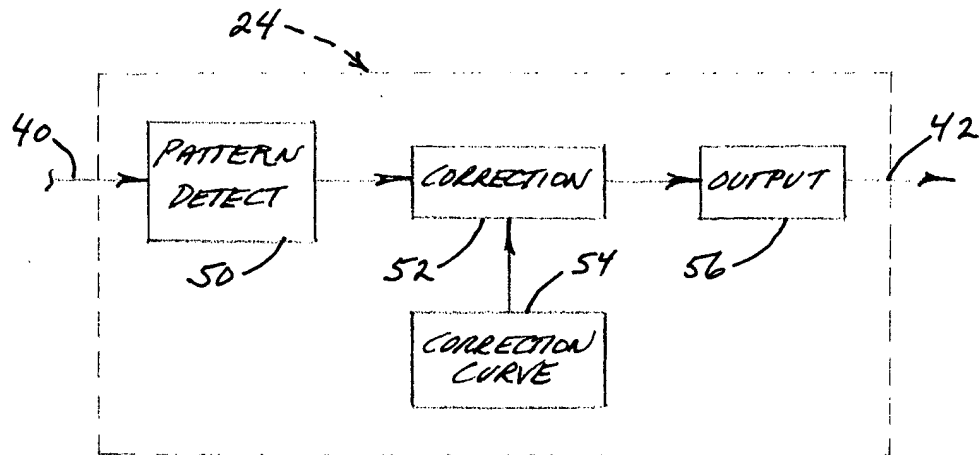 24
40
PATTERN
DETECT
50
CORRECTION
52
OUTPUT
56
42
54
CORRECTION
CURVE